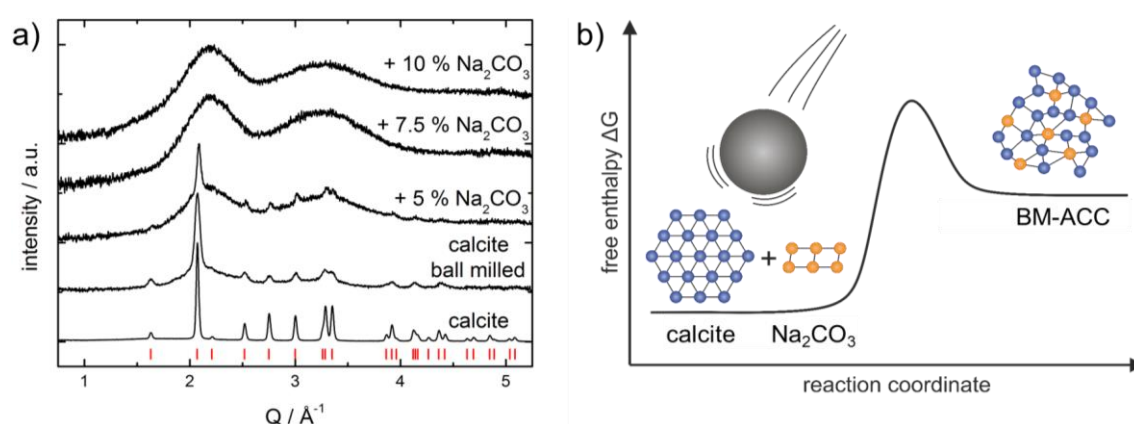 a)
+ 10 % Na₂CO₃
+ 7.5 % Na₂CO₃
+ 5 % Na₂CO₃
calcite
ball milled
calcite
intensity / a.u.
1 2 3 4 5
Q / Å⁻¹
b)
free enthalpy ΔG
BM-ACC
+
calcite Na₂CO₃
reaction coordinate